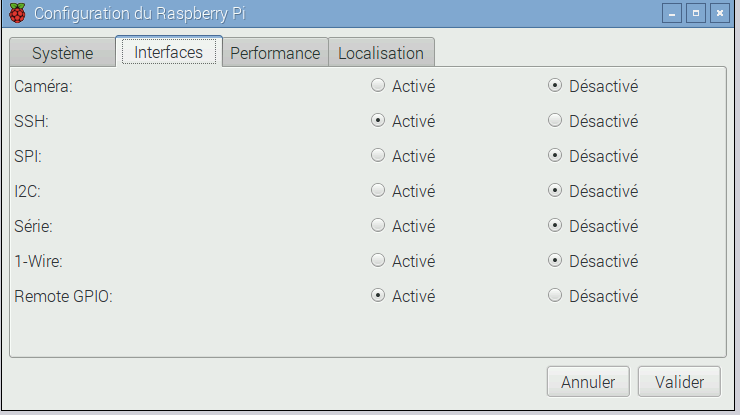 Configuration du Raspberry Pi
Système Interfaces Performance Localisation
Caméra: Activé Désactivé
SSH: Activé Désactivé
SPI: Activé Désactivé
I2C: Activé Désactivé
Série: Activé Désactivé
1-Wire: Activé Désactivé
Remote GPIO: Activé Désactivé
Annuler Valider